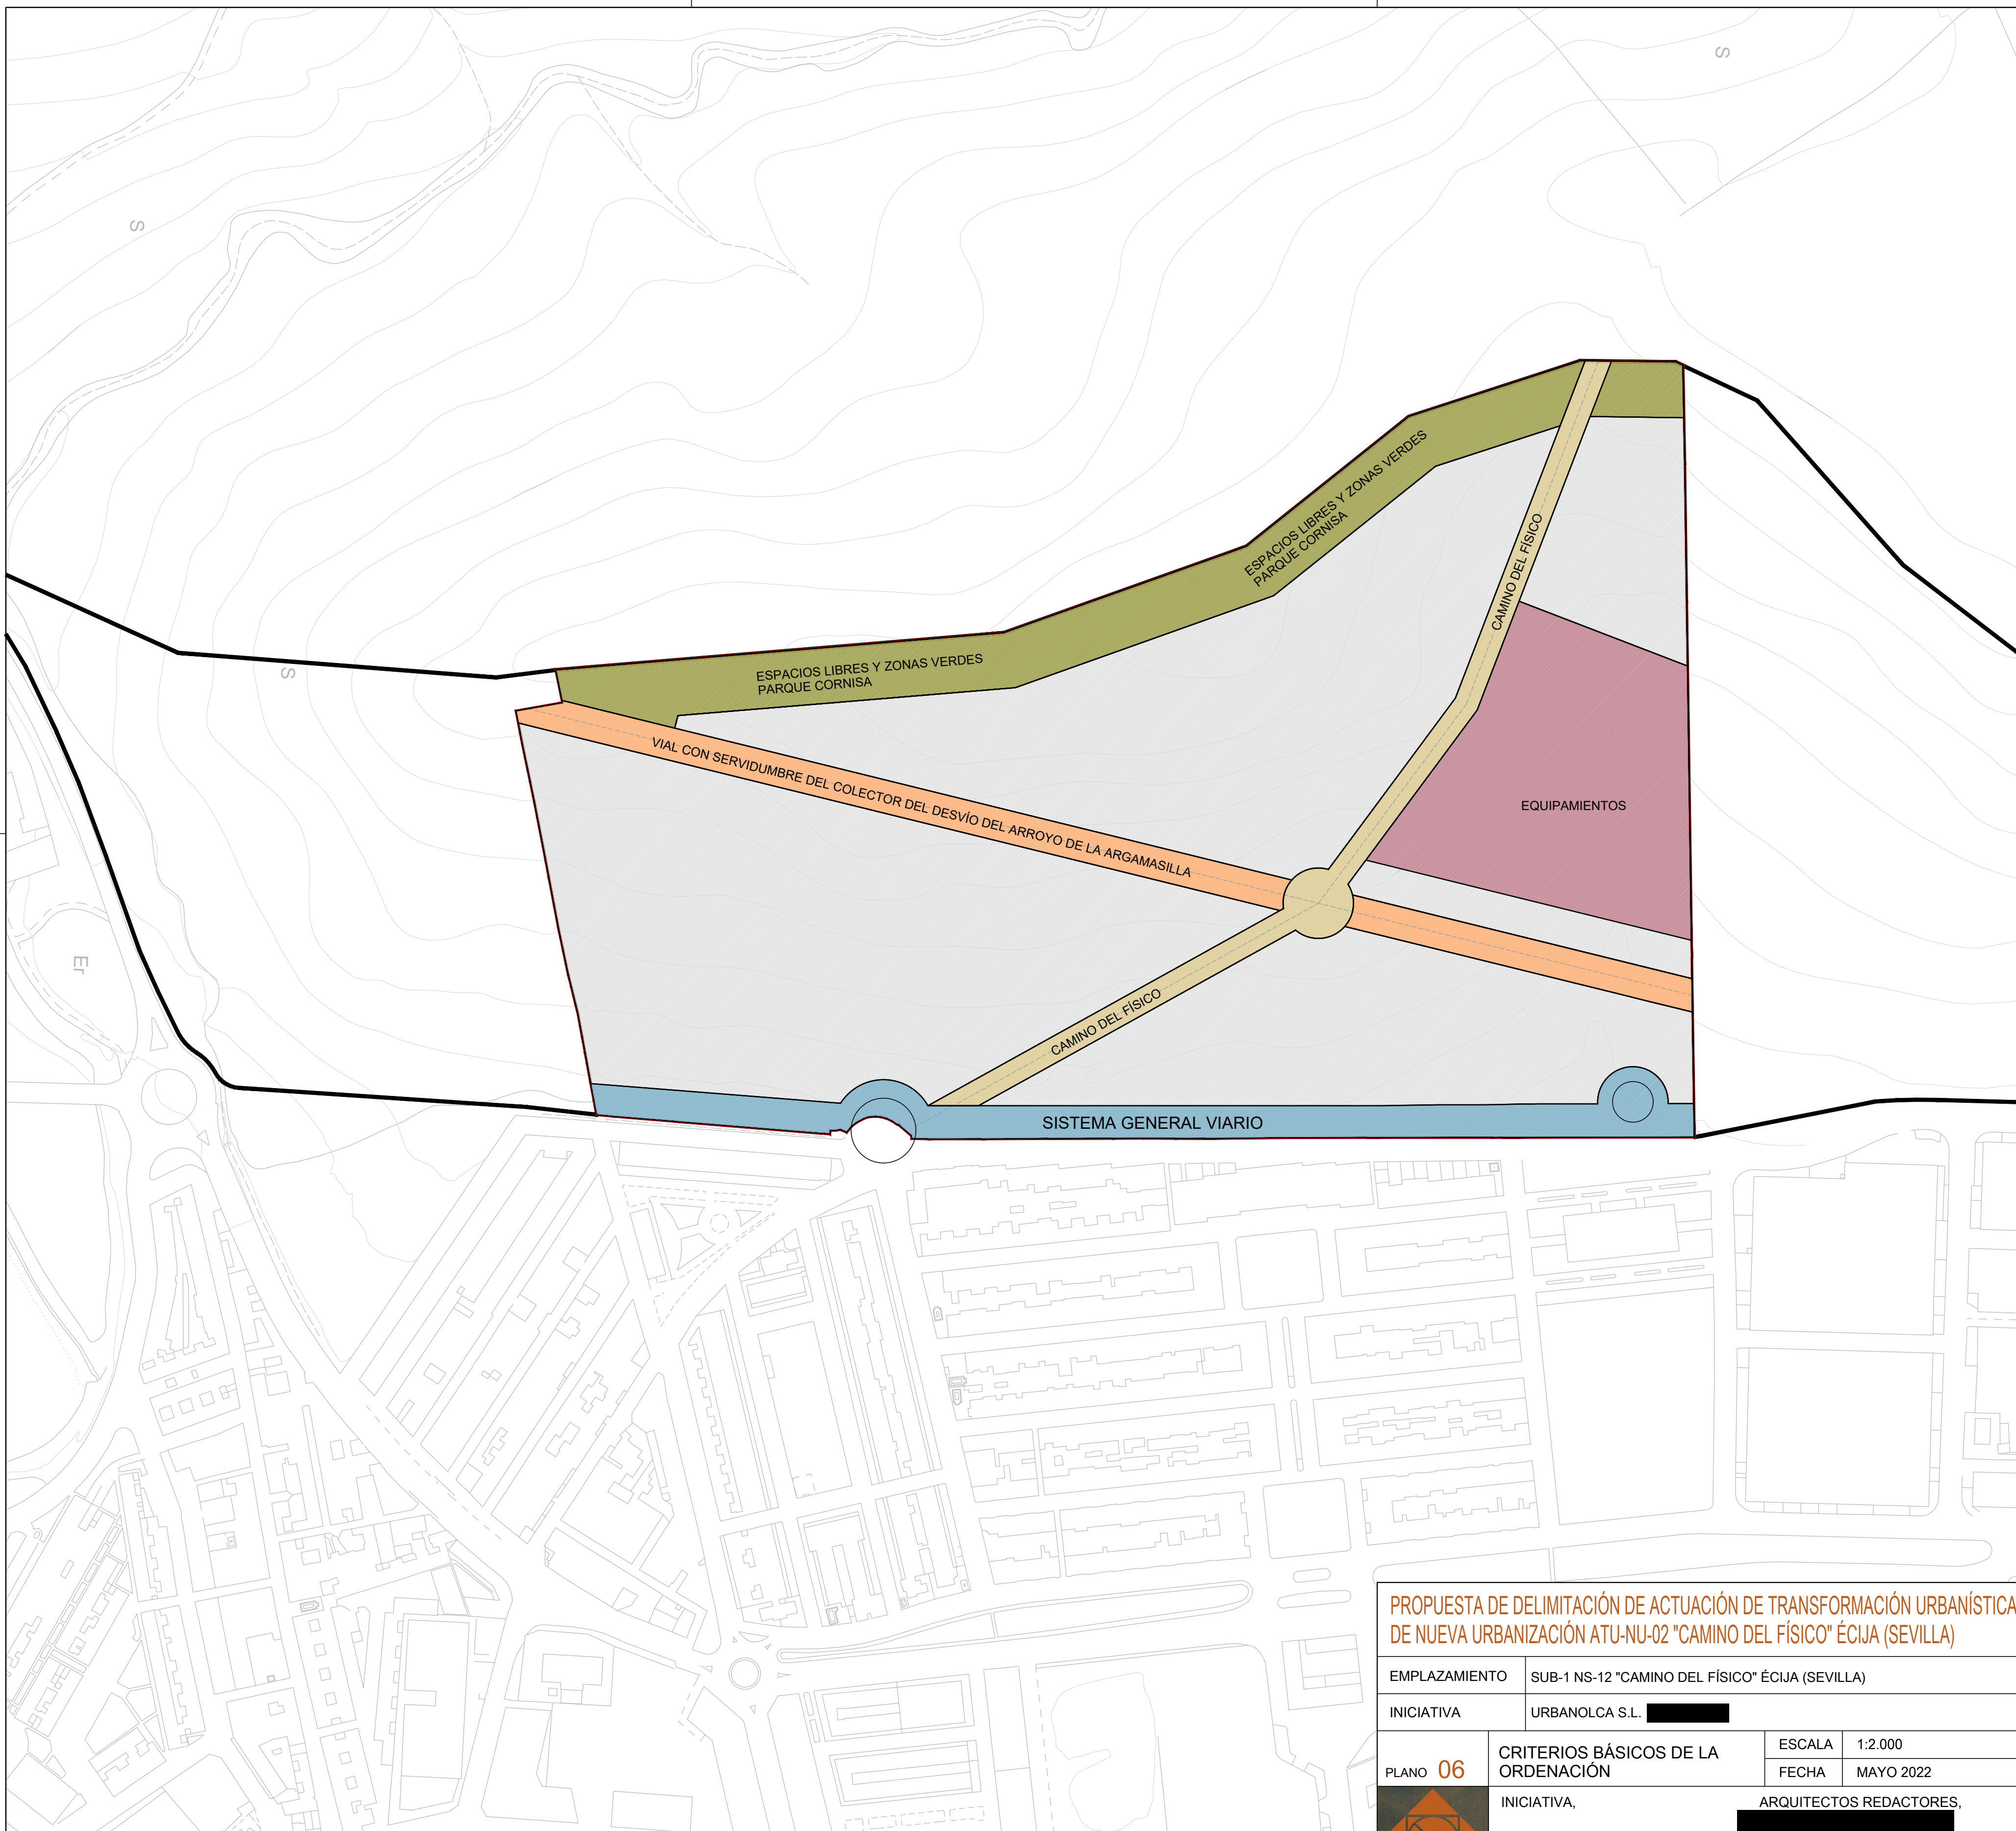 S
S
S
Er
ESPACIOS LIBRES Y ZONAS VERDES
PARQUE CORNISA
ESPACIOS LIBRES Y ZONAS VERDES
PARQUE CORNISA
CAMINO DEL FÍSICO
VIAL CON SERVIDUMBRE DEL COLECTOR DEL DESVÍO DEL ARROYO DE LA ARGAMASILLA
EQUIPAMIENTOS
CAMINO DEL FÍSICO
SISTEMA GENERAL VIARIO
PROPUESTA DE DELIMITACIÓN DE ACTUACIÓN DE TRANSFORMACIÓN URBANÍSTICA
DE NUEVA URBANIZACIÓN ATU-NU-02 "CAMINO DEL FÍSICO" ÉCIJA (SEVILLA)
EMPLAZAMIENTO SUB-1 NS-12 "CAMINO DEL FÍSICO" ÉCIJA (SEVILLA)
INICIATIVA URBANOLCA S.L.
PLANO 06
CRITERIOS BÁSICOS DE LA
ORDENACIÓN
ESCALA 1:2.000
FECHA MAYO 2022
INICIATIVA,
ARQUITECTOS REDACTORES,